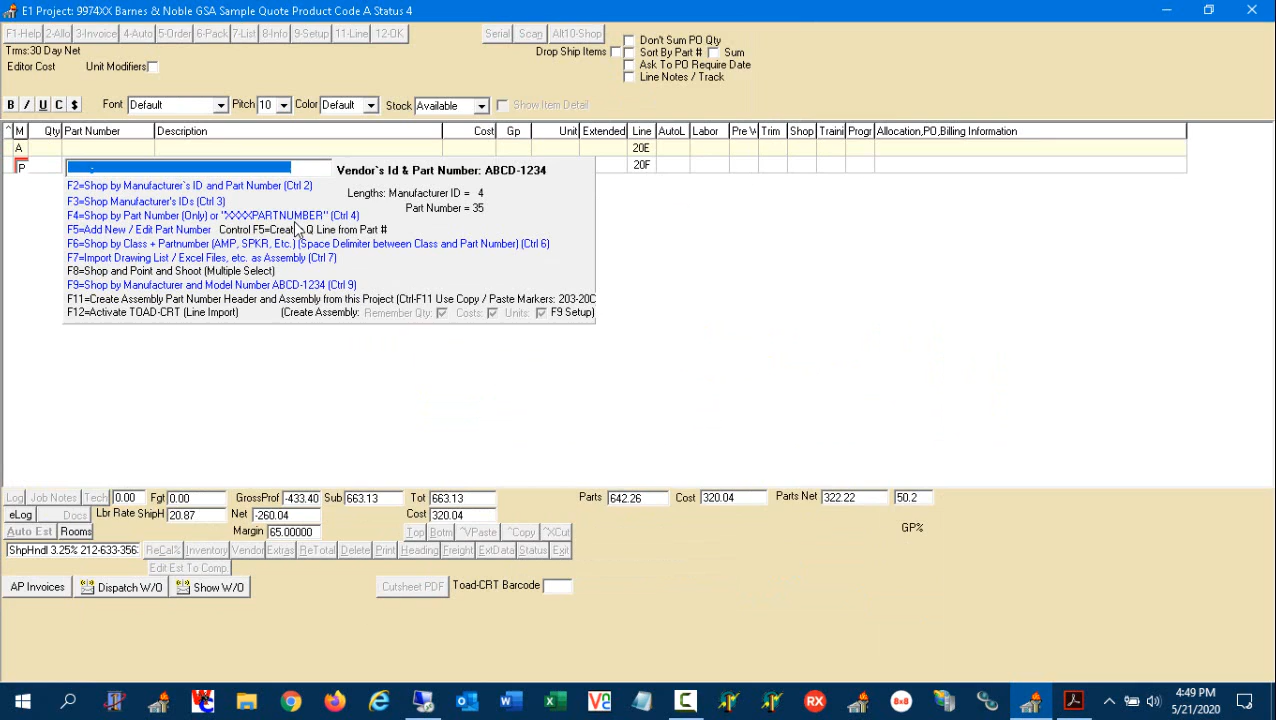 E1 Project: 9974XX Barnes & Noble GSA Sample Quote Product Code A Status 4
F1-Help 2-Allo 3-Invoice 4-Auto 5-Order 6-Pack 7-List 8-Info 9-Setup 11-Line 12-OK Serial Scan Alt10-Shop
Don't Sum PO Qty
Trms:30 Day Net Drop Ship Items Sort By Part # Sum
Editor Cost Unit Modifiers Ask To PO Require Date
Line Notes / Track
B I U C $ Font Default Pitch 10 Color Default Stock Available Show Item Detail
^ M Qty Part Number Description Cost Gp Unit Extended Line AutoL Labor Pre V Trim Shop Traini Progr Allocation,PO,Billing Information
A 20E
P 20F
- Vendor`s Id & Part Number: ABCD-1234
F2=Shop by Manufacturer`s ID and Part Number (Ctrl 2)
Lengths: Manufacturer ID = 4
F3=Shop Manufacturer's IDs (Ctrl 3)
Part Number = 35
F4=Shop by Part Number (Only) or "XXXXPARTNUMBER" (Ctrl 4)
F5=Add New / Edit Part Number Control F5=Create Q Line from Part #
F6=Shop by Class + Partnumber (AMP, SPKR, Etc.) (Space Delimiter between Class and Part Number) (Ctrl 6)
F7=Import Drawing List / Excel Files, etc. as Assembly (Ctrl 7)
F8=Shop and Point and Shoot (Multiple Select)
F9=Shop by Manufacturer and Model Number ABCD-1234 (Ctrl 9)
F11=Create Assembly Part Number Header and Assembly from this Project (Ctrl-F11 Use Copy / Paste Markers: 203-20C
F12=Activate TOAD-CRT (Line Import) (Create Assembly: Remember Qty: Costs: Units: F9 Setup)
Log Job Notes Tech 0.00 Fgt 0.00 GrossProf -433.40 Sub 663.13 Tot 663.13 Parts 642.26 Cost 320.04 Parts Net 322.22 50.2
eLog Docs Lbr Rate ShipH 20.87 Net -260.04 Cost 320.04
Auto Est Rooms Margin 65.00000 Top Botm ^VPaste ^Copy ^XCut GP%
ShpHndl 3.25% 212-633-356 ReCal% Inventory Vendor Extras ReTotal Delete Print Heading Freight ExtData Status Exit
Edit Est To Comp.
AP Invoices Dispatch W/O Show W/O Cutsheet PDF Toad-CRT Barcode
4:49 PM
5/21/2020